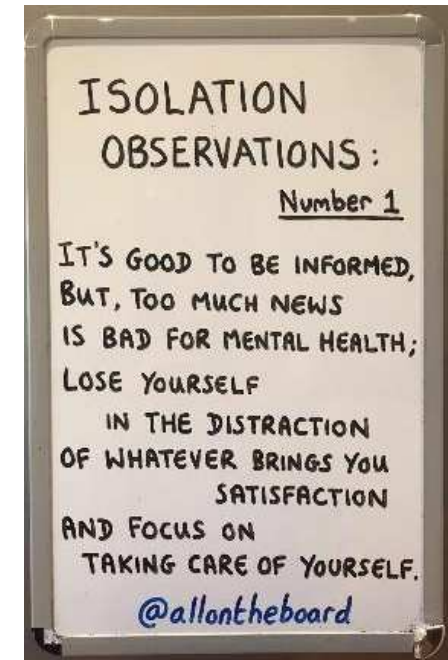 ISOLATION
OBSERVATIONS:
Number 1
IT'S GOOD TO BE INFORMED,
BUT, TOO MUCH NEWS
IS BAD FOR MENTAL HEALTH;
LOSE YOURSELF
IN THE DISTRACTION
OF WHATEVER BRINGS YOU
SATISFACTION
AND FOCUS ON
TAKING CARE OF YOURSELF.
@allontheboard